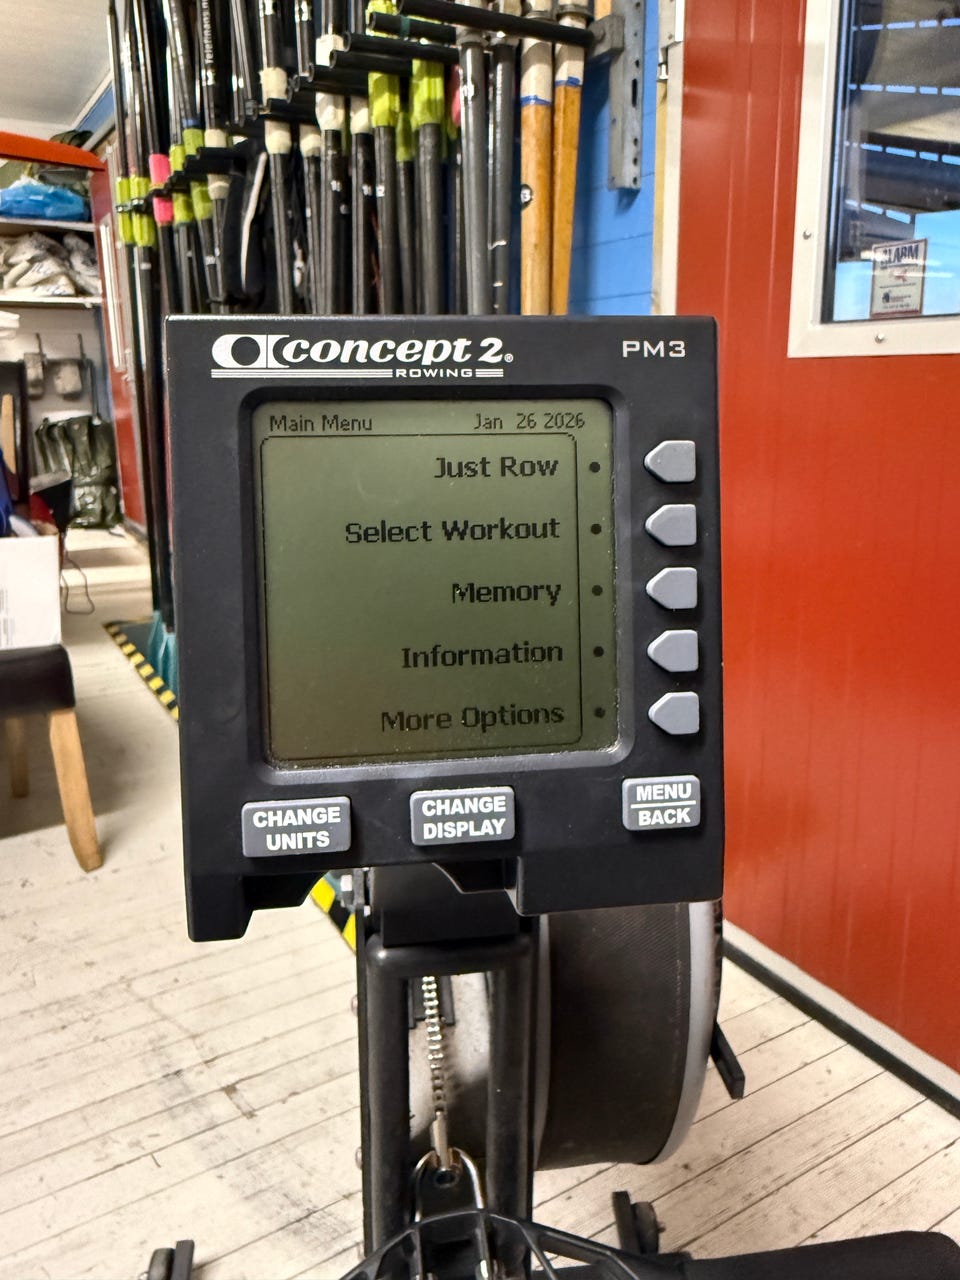 concept 2®
ROWING
PM3
Main Menu Jan 26 2026
Just Row
Select Workout
Memory
Information
More Options
CHANGE
UNITS
CHANGE
DISPLAY
MENU
BACK
ALARM